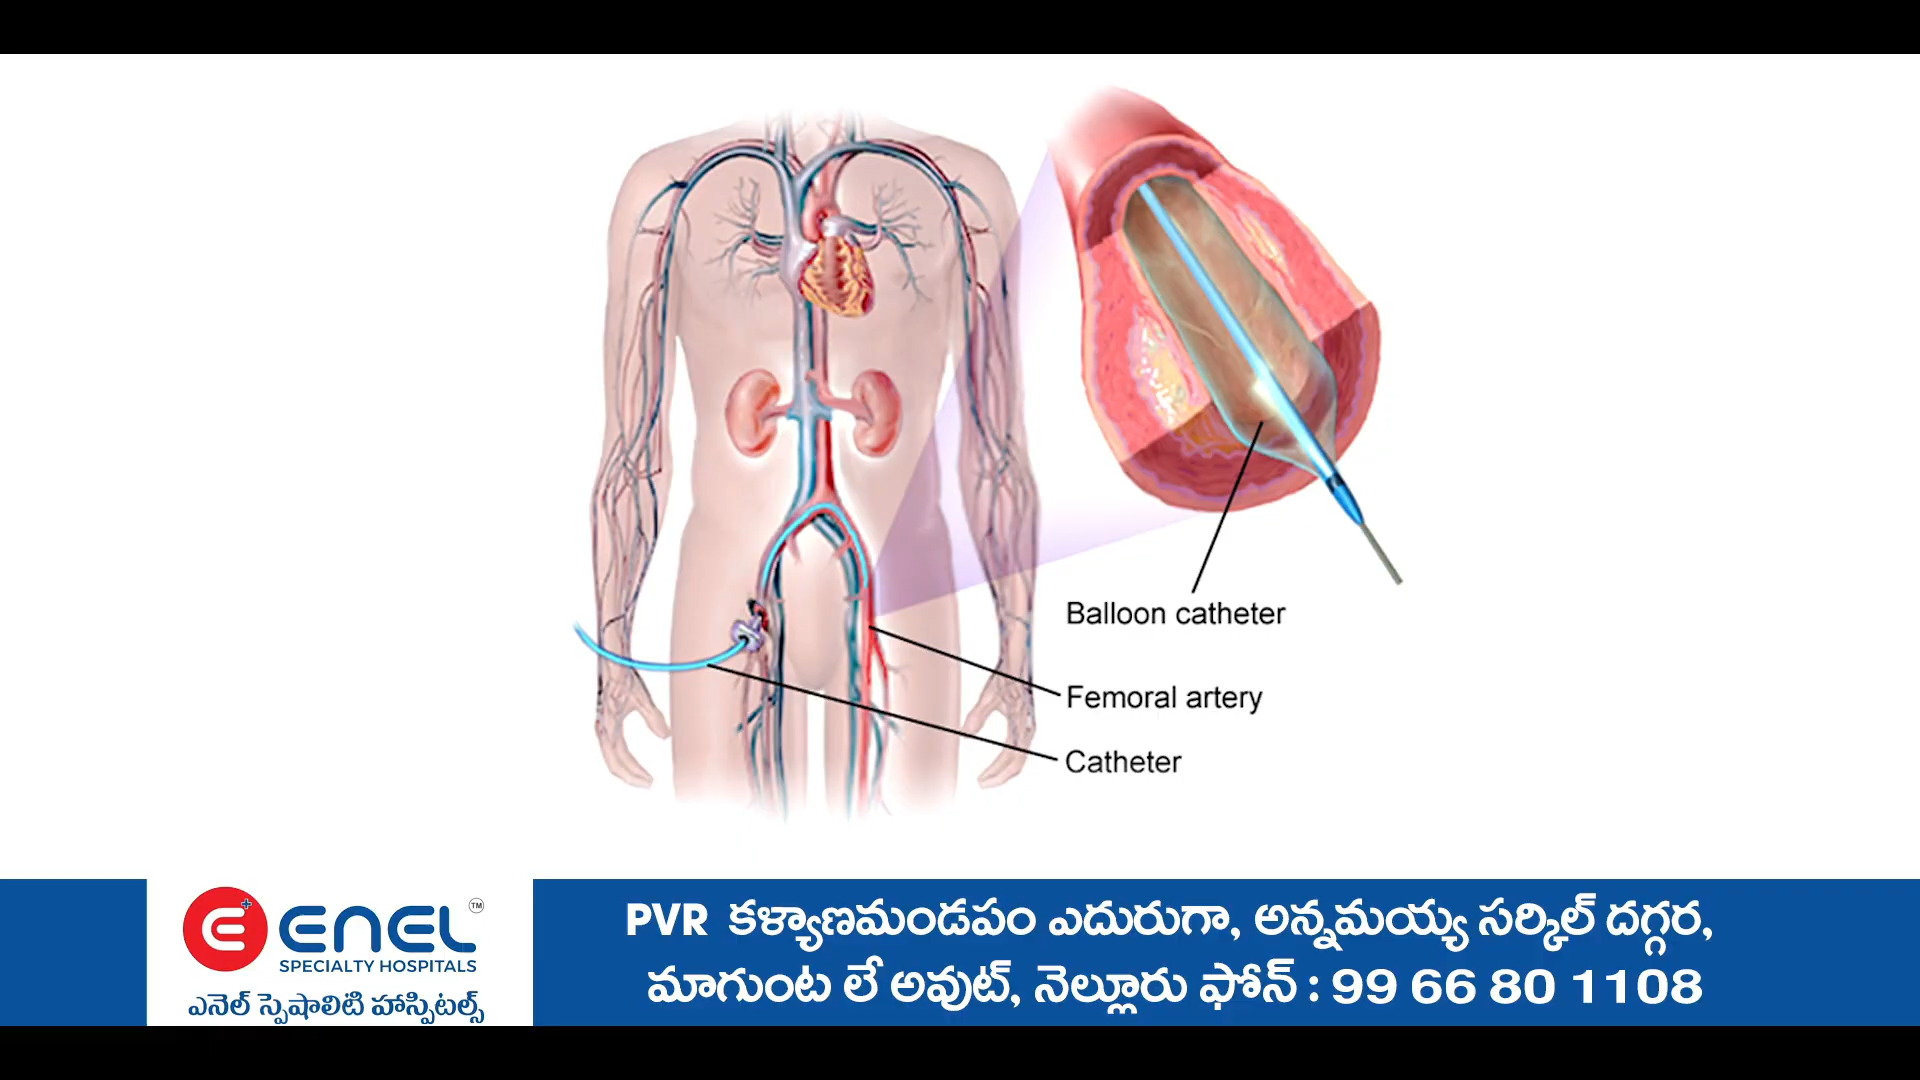 Balloon catheter
Femoral artery
Catheter
ENEL TM
SPECIALTY HOSPITALS
ఎనెల్ స్పెషాలిటి హాస్పిటల్స్
PVR కళ్యాణమండపం ఎదురుగా, అన్నమయ్య సర్కిల్ దగ్గర,
మాగుంట లే అవుట్, నెల్లూరు ఫోన్ : 99 66 80 1108